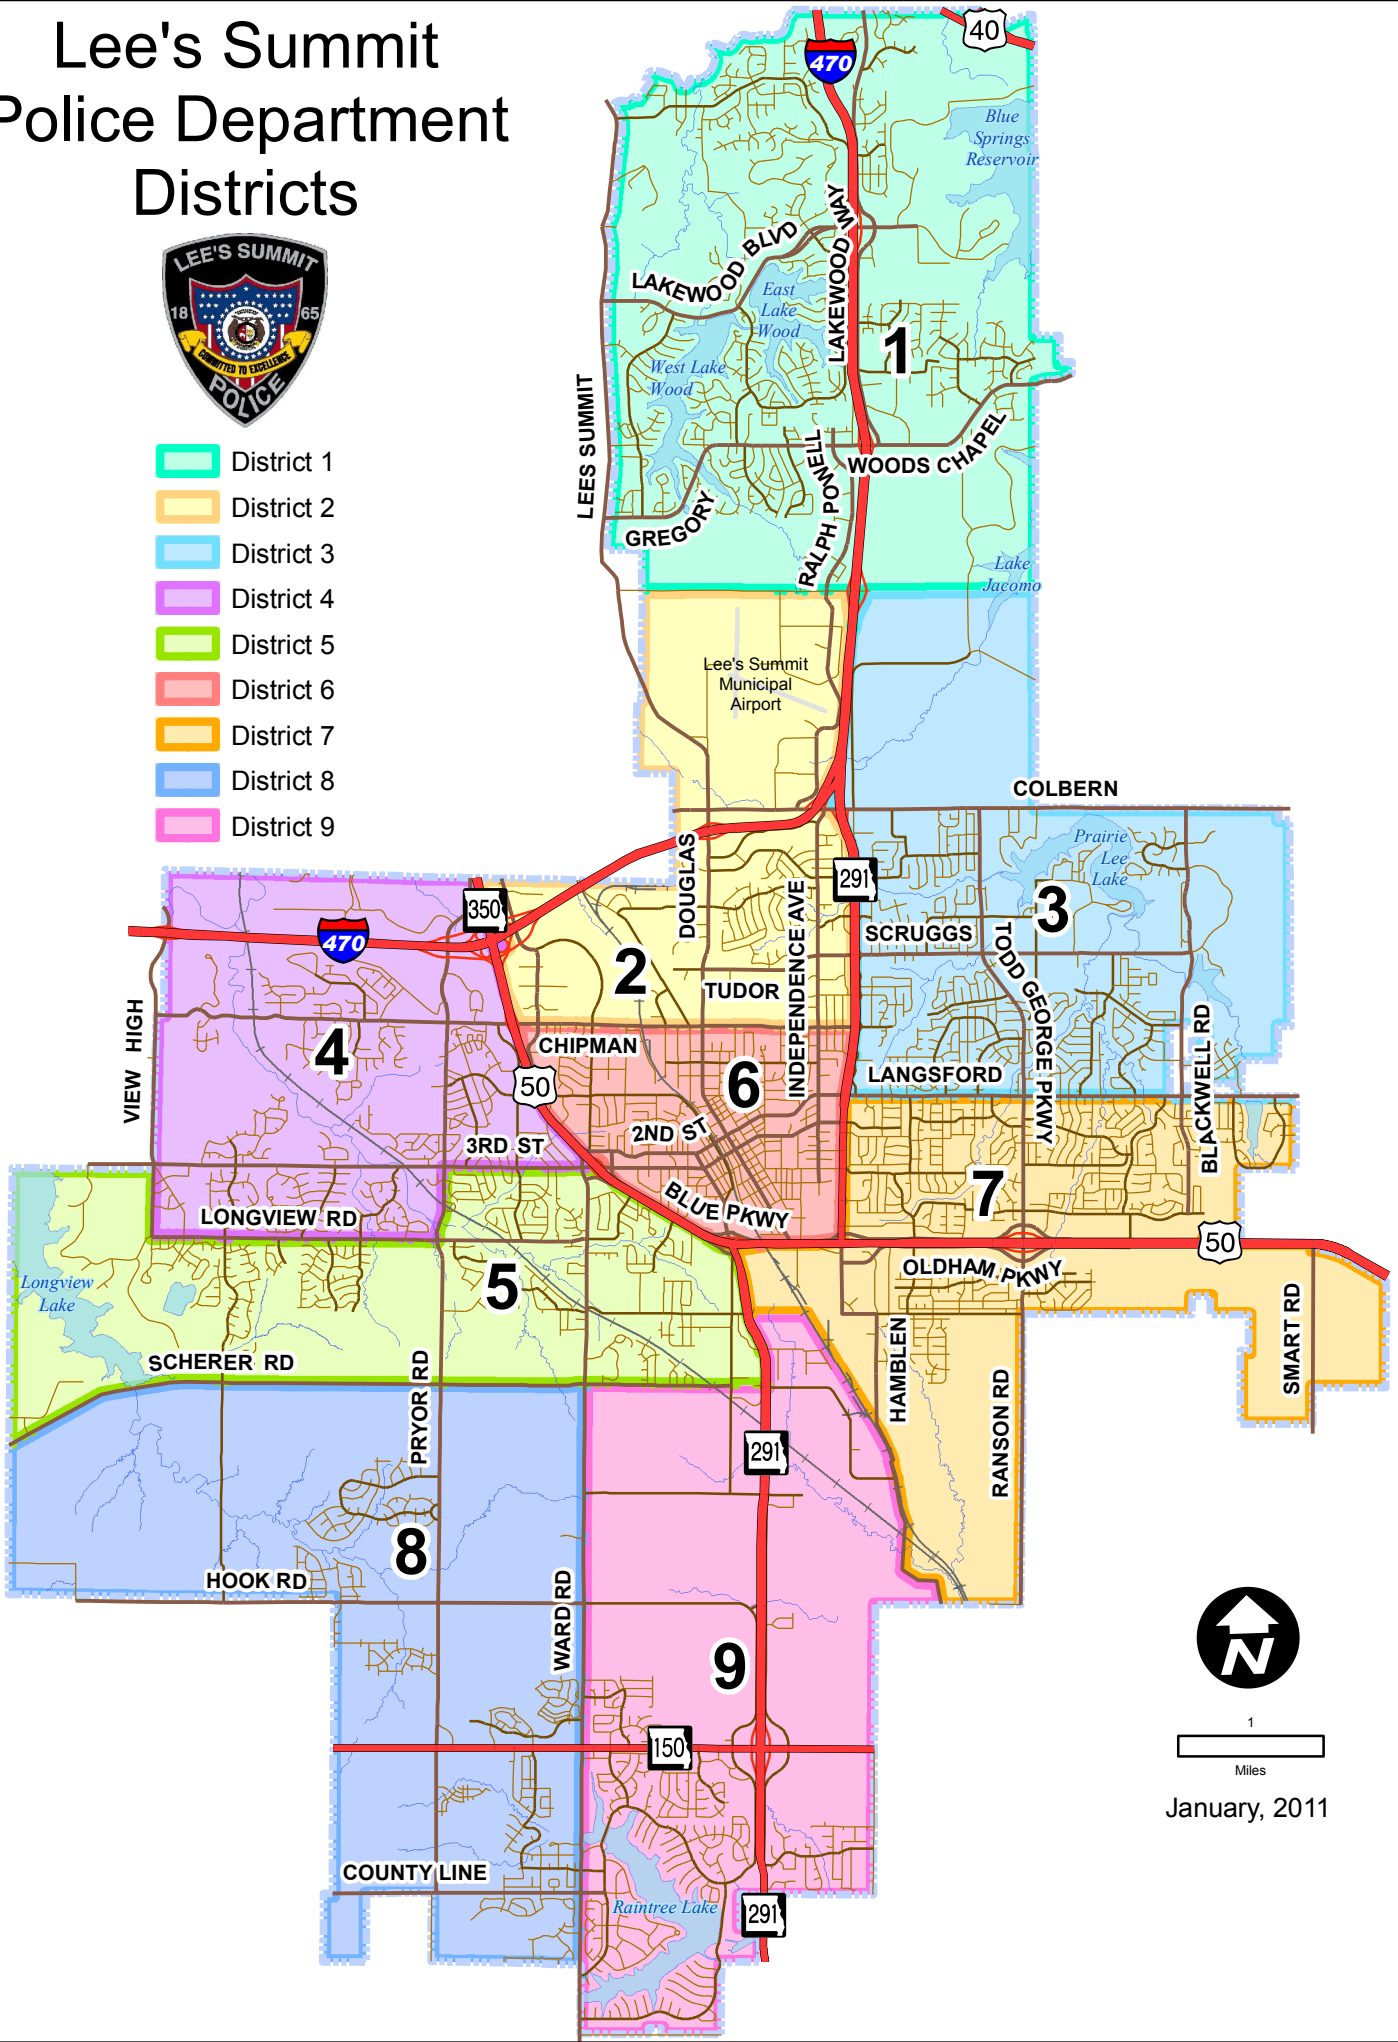 Lee's Summit
Police Department
Districts
LEE'S SUMMIT
18 65
COMMITTED TO EXCELLENCE
POLICE
District 1
District 2
District 3
District 4
District 5
District 6
District 7
District 8
District 9
470
40
Blue
Springs
Reservoir
LAKEWOOD BLVD
LAKEWOOD WAY
East
Lake
Wood
1
West Lake
Wood
LEES SUMMIT
WOODS CHAPEL
RALPH POWELL
GREGORY
Lake
Jacomo
Lee's Summit
Municipal
Airport
COLBERN
Prairie
Lee
Lake
DOUGLAS
291
350
470
3
SCRUGGS
2
TUDOR
INDEPENDENCE AVE
TODD GEORGE PKWY
BLACKWELL RD
VIEW HIGH
4
CHIPMAN
50
6
LANGSFORD
2ND ST
3RD ST
7
BLUE PKWY
LONGVIEW RD
50
OLDHAM PKWY
5
Longview
Lake
SMART RD
SCHERER RD
PRYOR RD
HAMBLEN
RANSON RD
291
8
HOOK RD
WARD RD
9
150
COUNTY LINE
Raintree Lake
291
N
1
Miles
January, 2011